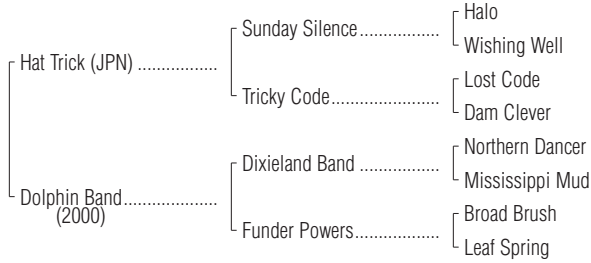 Halo
Sunday Silence..................
Wishing Well
Hat Trick (JPN) .................
Lost Code
Tricky Code........................
Dam Clever
Northern Dancer
Dixieland Band .................
Mississippi Mud
Dolphin Band....................
(2000)
Broad Brush
Funder Powers..................
Leaf Spring